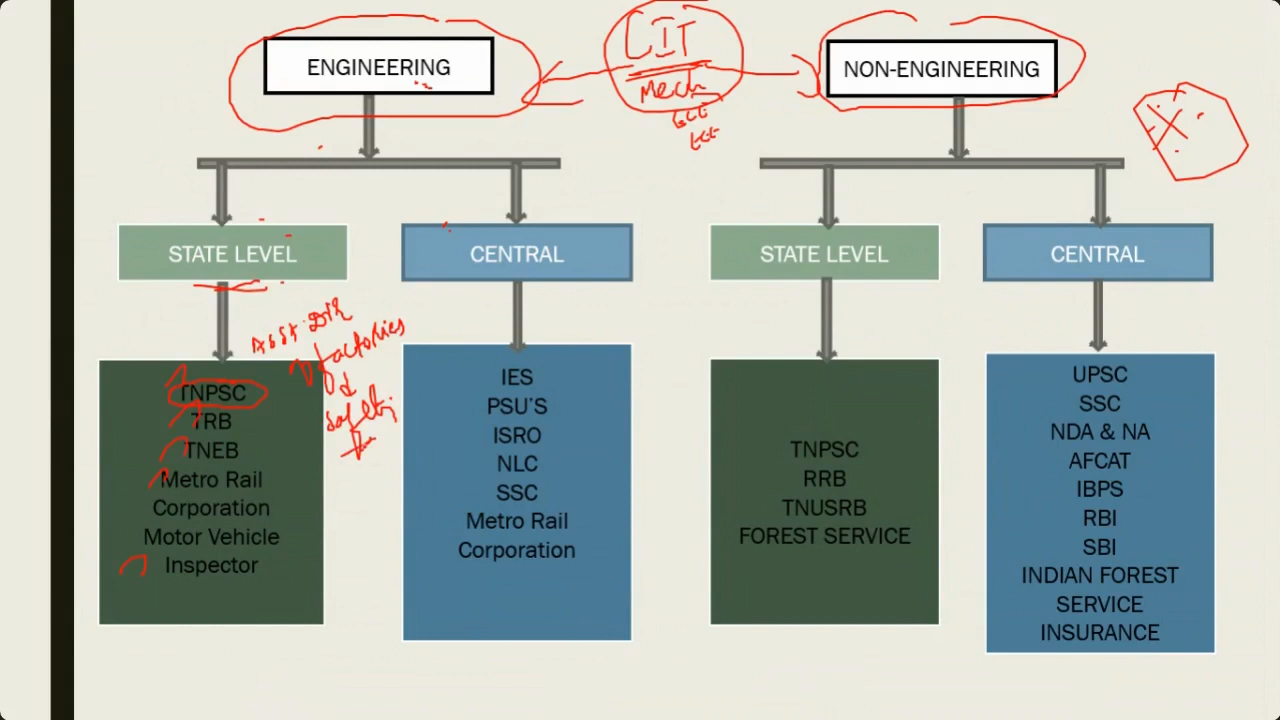 ENGINEERING
CIT
Mech
ECE
EEE
NON-ENGINEERING
STATE LEVEL
CENTRAL
STATE LEVEL
CENTRAL
Asst. Dir
factories
&
safety
TNPSC
TRB
TNEB
Metro Rail
Corporation
Motor Vehicle
Inspector
IES
PSU'S
ISRO
NLC
SSC
Metro Rail
Corporation
TNPSC
RRB
TNUSRB
FOREST SERVICE
UPSC
SSC
NDA & NA
AFCAT
IBPS
RBI
SBI
INDIAN FOREST
SERVICE
INSURANCE